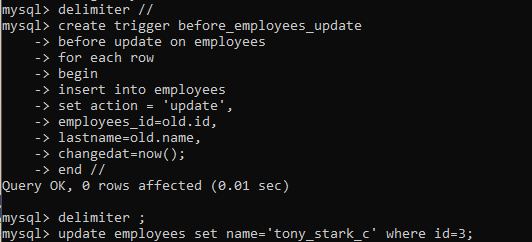 mysql> delimiter //
mysql> create trigger before_employees_update
    -> before update on employees
    -> for each row
    -> begin
    -> insert into employees
    -> set action = 'update',
    -> employees_id=old.id,
    -> lastname=old.name,
    -> changedat=now();
    -> end //
Query OK, 0 rows affected (0.01 sec)

mysql> delimiter ;
mysql> update employees set name='tony_stark_c' where id=3;